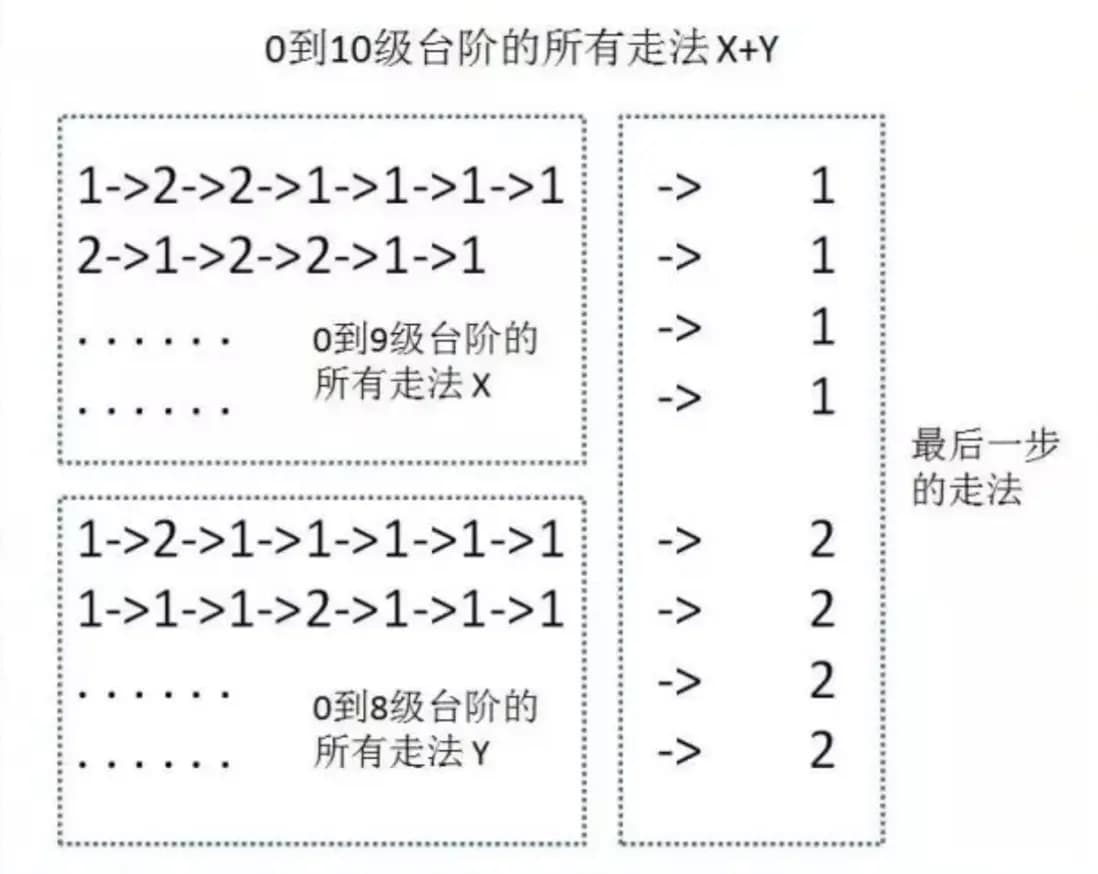 0到10级台阶的所有走法X+Y
1->2->2->1->1->1->1 -> 1
2->1->2->2->1->1 -> 1
...... -> 1
0到9级台阶的
所有走法X
...... -> 1
最后一步
的走法
1->2->1->1->1->1->1 -> 2
1->1->1->2->1->1->1 -> 2
...... -> 2
0到8级台阶的
所有走法Y
...... -> 2